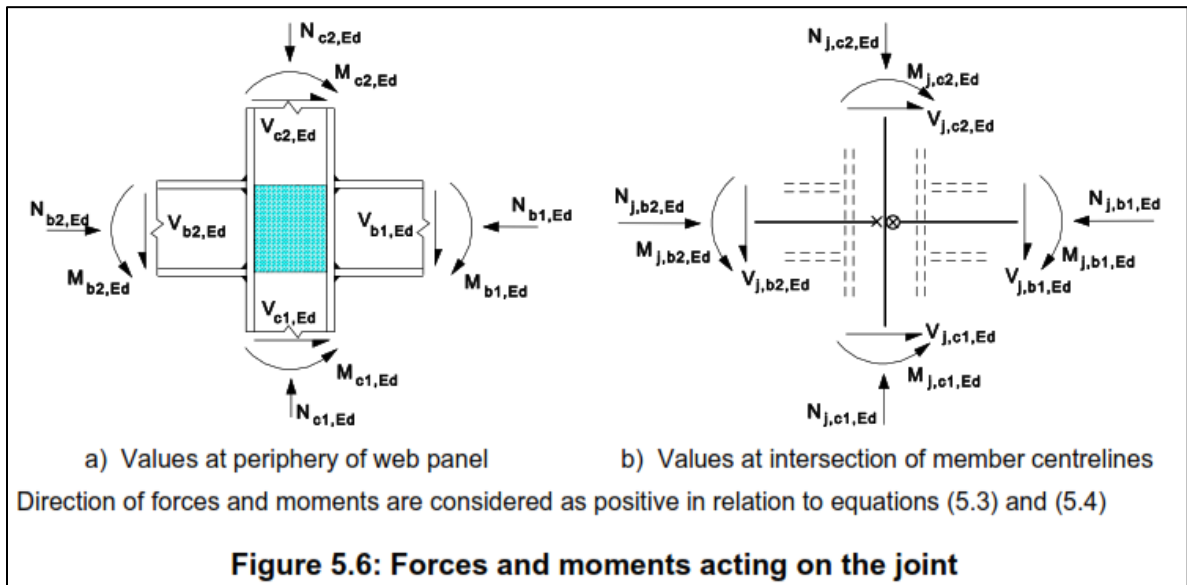 N c2,Ed
M c2,Ed
V c2,Ed
N b2,Ed
V b2,Ed
M b2,Ed
V b1,Ed
N b1,Ed
M b1,Ed
V c1,Ed
M c1,Ed
N c1,Ed
N j,c2,Ed
M j,c2,Ed
V j,c2,Ed
N j,b2,Ed
M j,b2,Ed
V j,b2,Ed
N j,b1,Ed
M j,b1,Ed
V j,b1,Ed
V j,c1,Ed
M j,c1,Ed
N j,c1,Ed
a) Values at periphery of web panel
b) Values at intersection of member centrelines
Direction of forces and moments are considered as positive in relation to equations (5.3) and (5.4)
Figure 5.6: Forces and moments acting on the joint